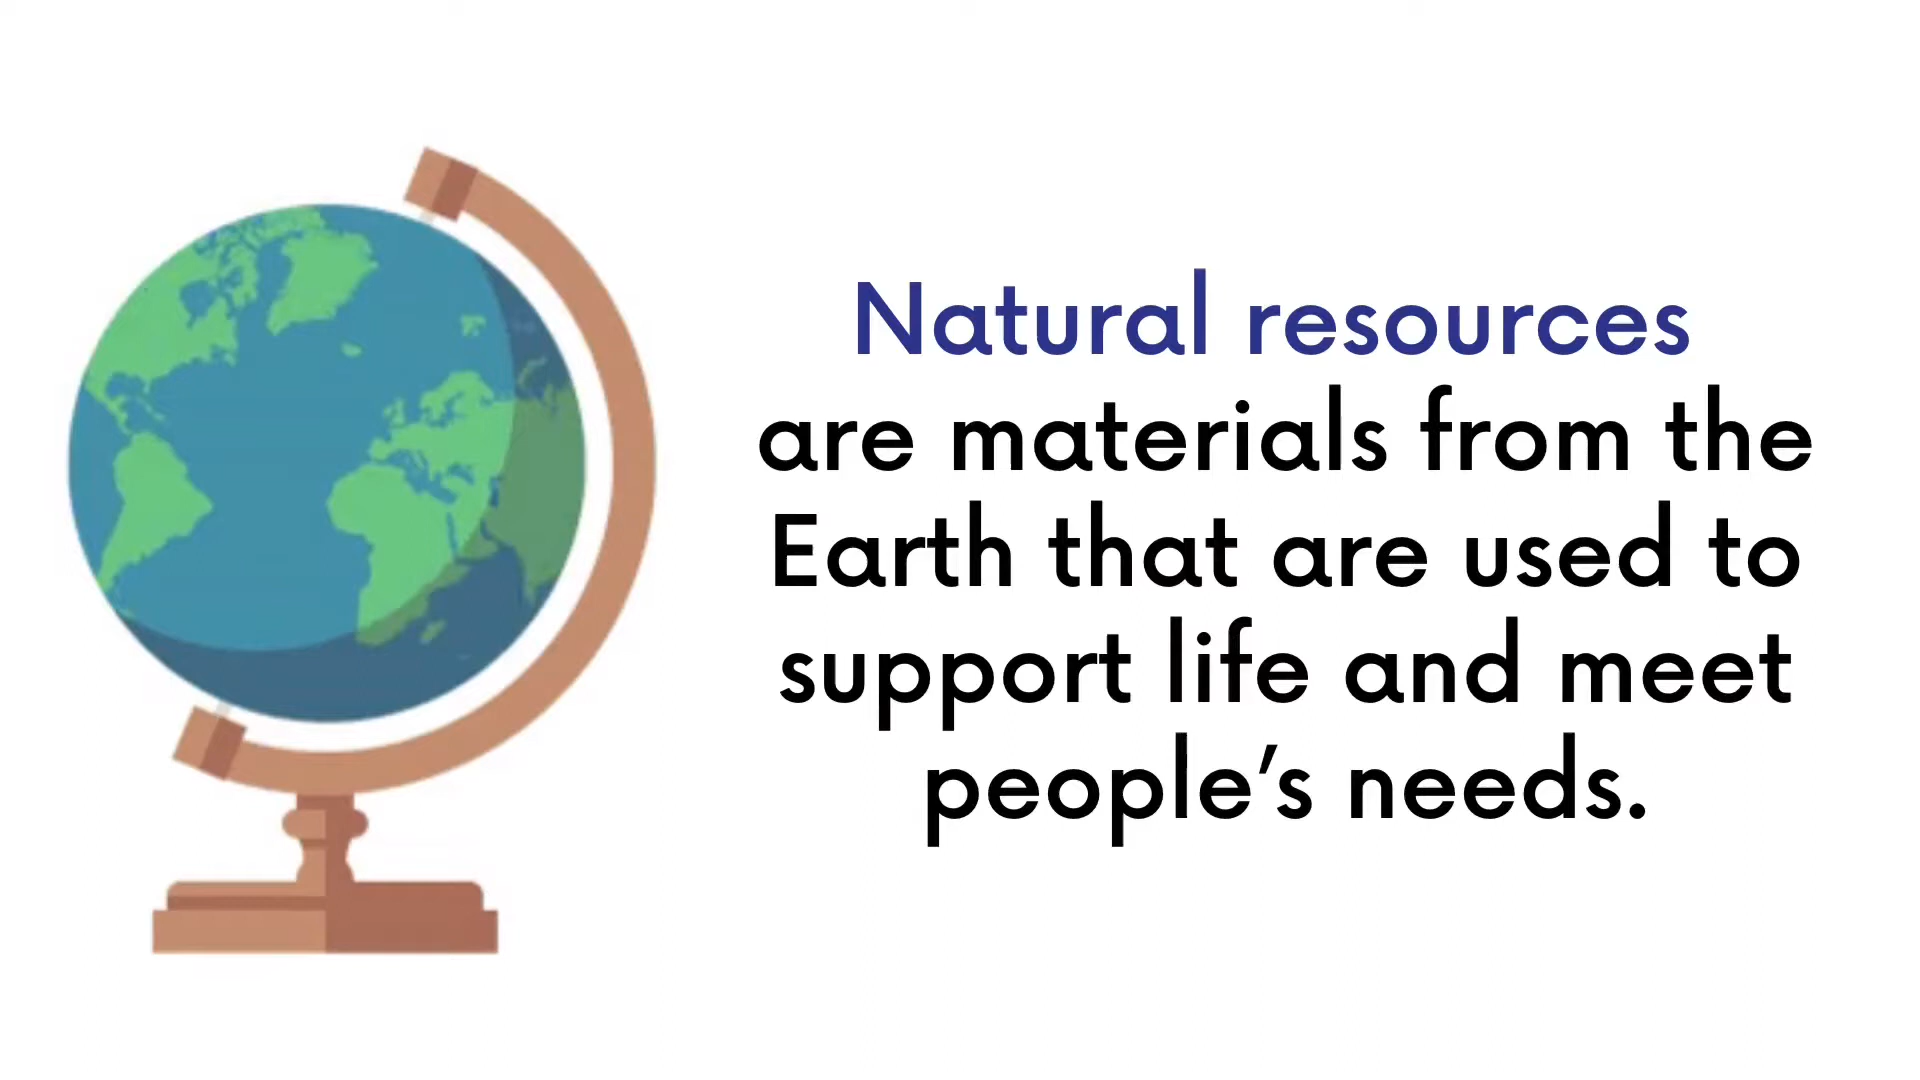 Natural resources
are materials from the
Earth that are used to
support life and meet
people’s needs.